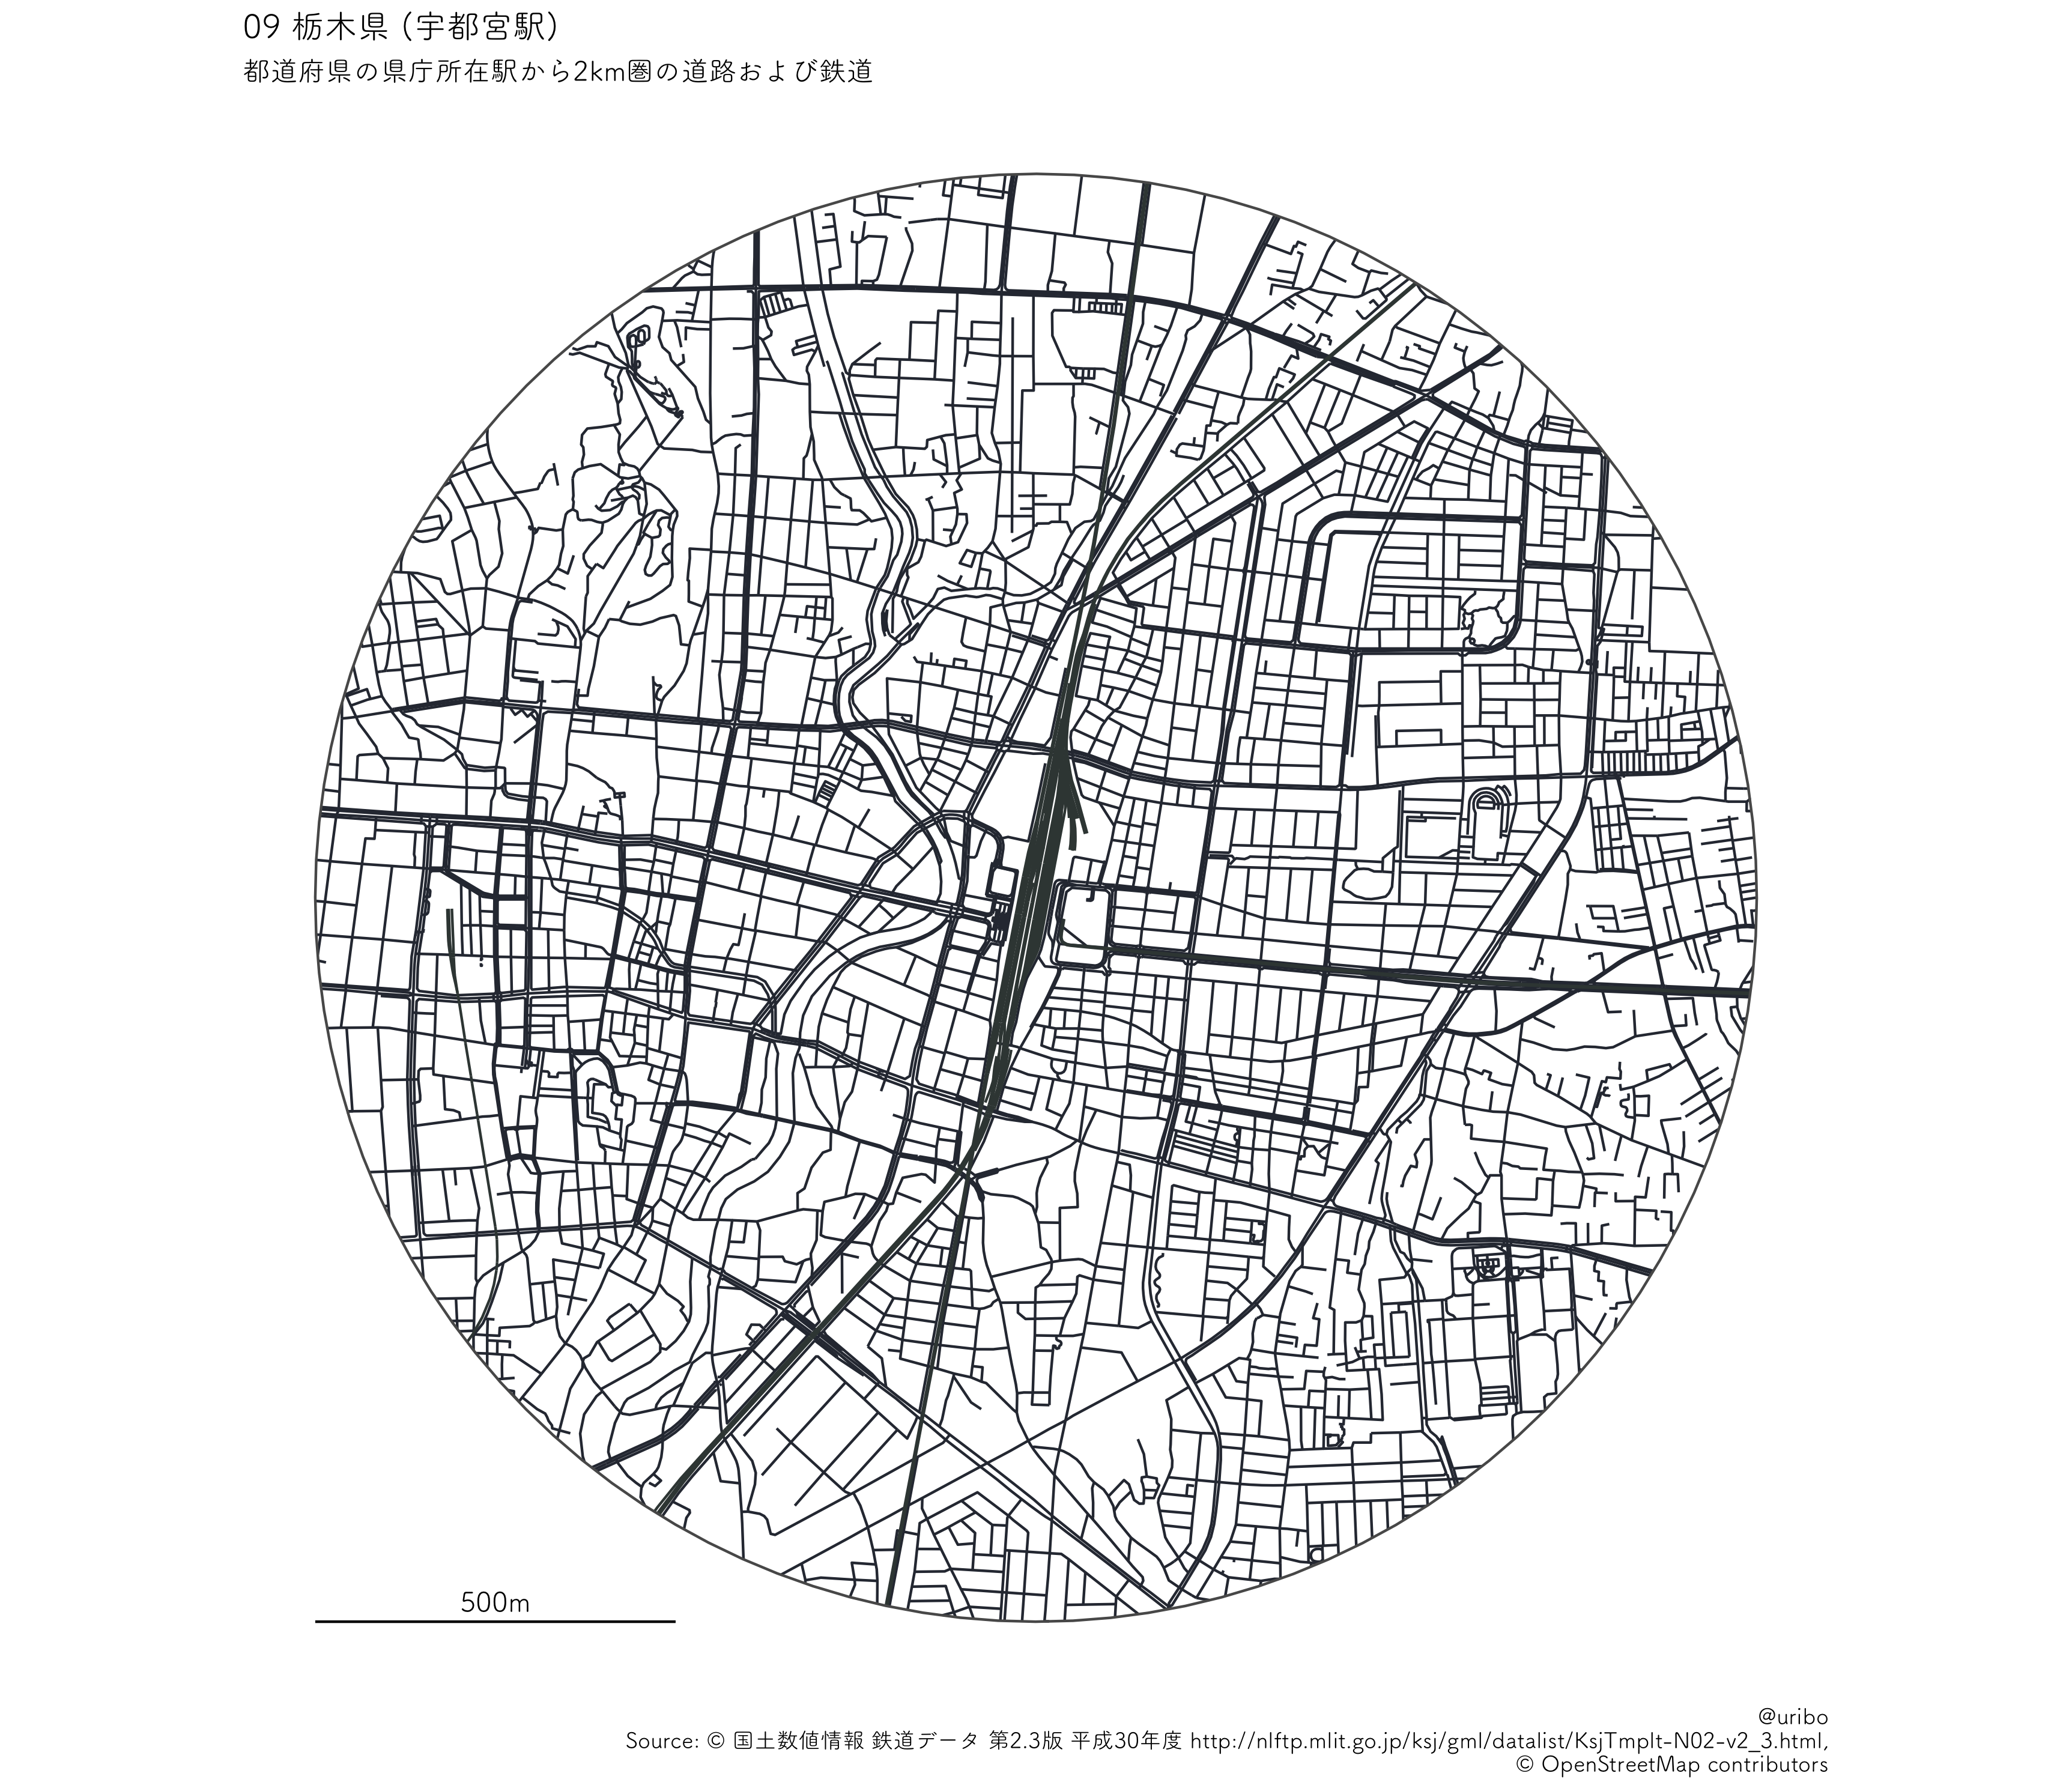 09 栃木県 (宇都宮駅)
都道府県の県庁所在駅から2km圏の道路および鉄道
500m
@uribo
Source: © 国土数値情報 鉄道データ 第2.3版 平成30年度 http://nlftp.mlit.go.jp/ksj/gml/datalist/KsjTmplt-N02-v2_3.html,
© OpenStreetMap contributors